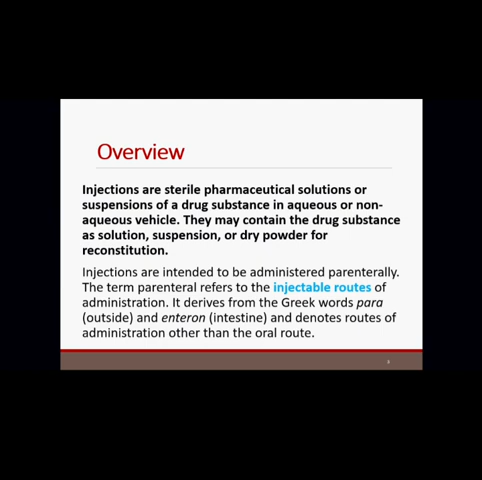 Overview
Injections are sterile pharmaceutical solutions or
suspensions of a drug substance in aqueous or non-
aqueous vehicle. They may contain the drug substance
as solution, suspension, or dry powder for
reconstitution.
Injections are intended to be administered parenterally.
The term parenteral refers to the injectable routes of
administration. It derives from the Greek words para
(outside) and enteron (intestine) and denotes routes of
administration other than the oral route.